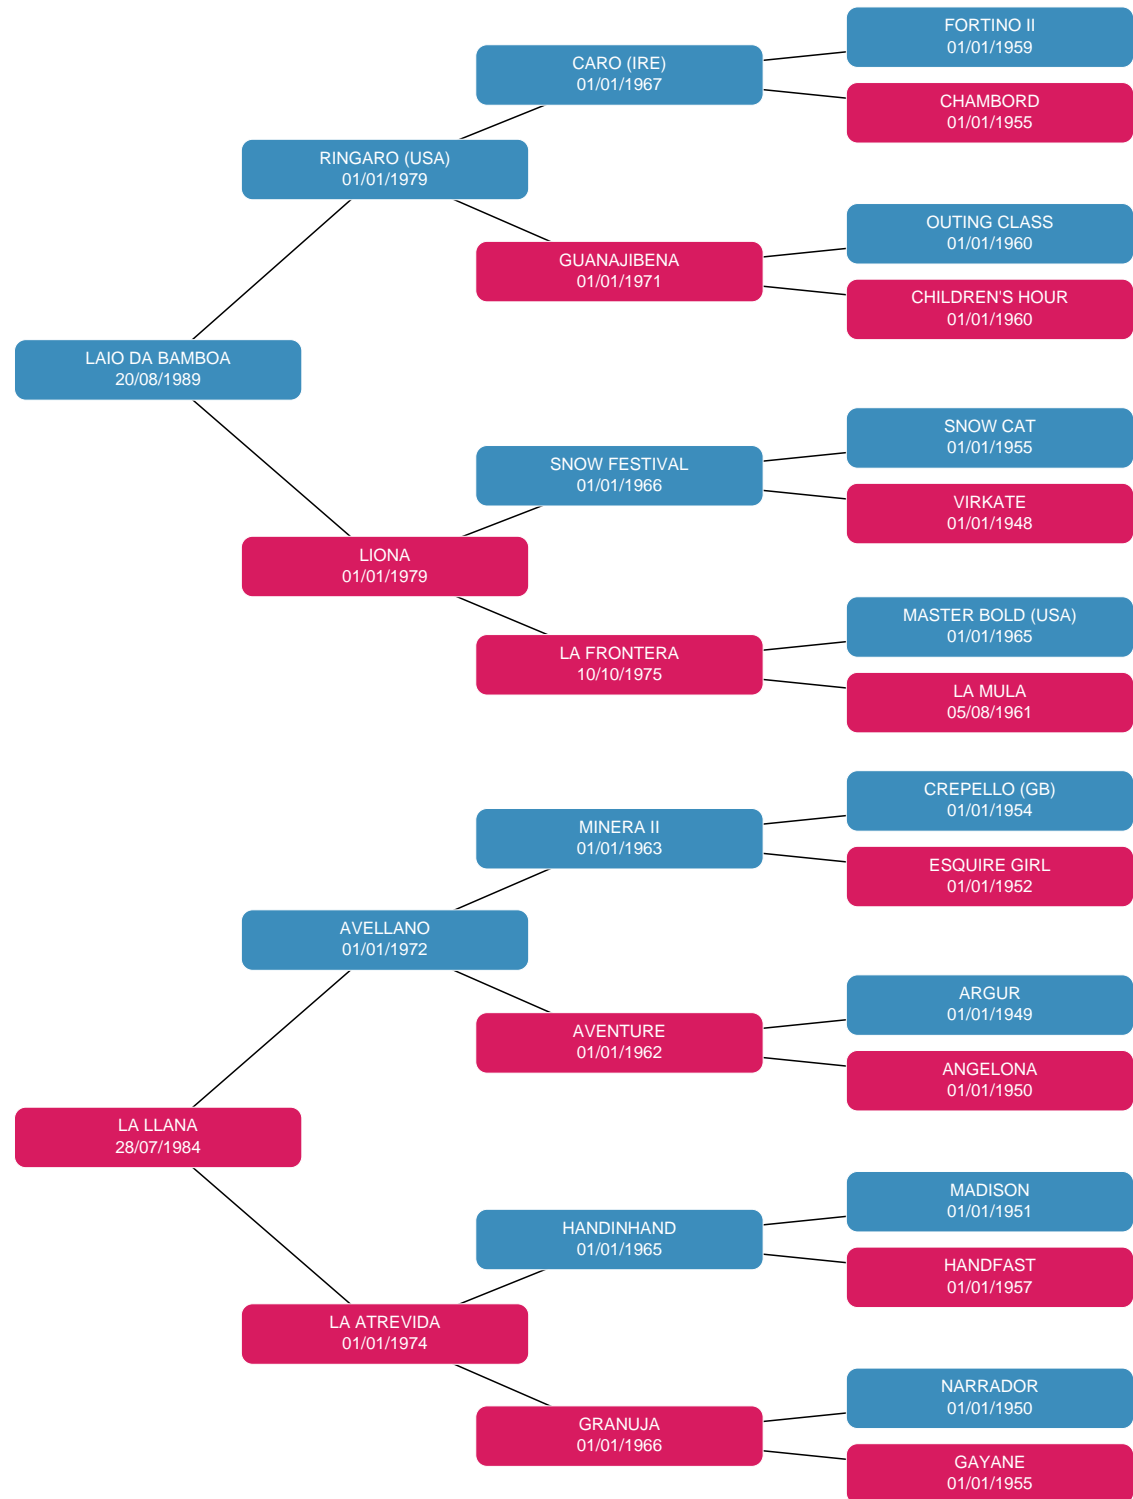 FORTINO II
01/01/1959
CARO (IRE)
01/01/1967
CHAMBORD
01/01/1955
RINGARO (USA)
01/01/1979
OUTING CLASS
01/01/1960
GUANAJIBENA
01/01/1971
CHILDREN'S HOUR
01/01/1960
LAIO DA BAMBOA
20/08/1989
SNOW CAT
01/01/1955
SNOW FESTIVAL
01/01/1966
VIRKATE
01/01/1948
LIONA
01/01/1979
MASTER BOLD (USA)
01/01/1965
LA FRONTERA
10/10/1975
LA MULA
05/08/1961
CREPELLO (GB)
01/01/1954
MINERA II
01/01/1963
ESQUIRE GIRL
01/01/1952
AVELLANO
01/01/1972
ARGUR
01/01/1949
AVENTURE
01/01/1962
ANGELONA
01/01/1950
LA LLANA
28/07/1984
MADISON
01/01/1951
HANDINHAND
01/01/1965
HANDFAST
01/01/1957
LA ATREVIDA
01/01/1974
NARRADOR
01/01/1950
GRANUJA
01/01/1966
GAYANE
01/01/1955